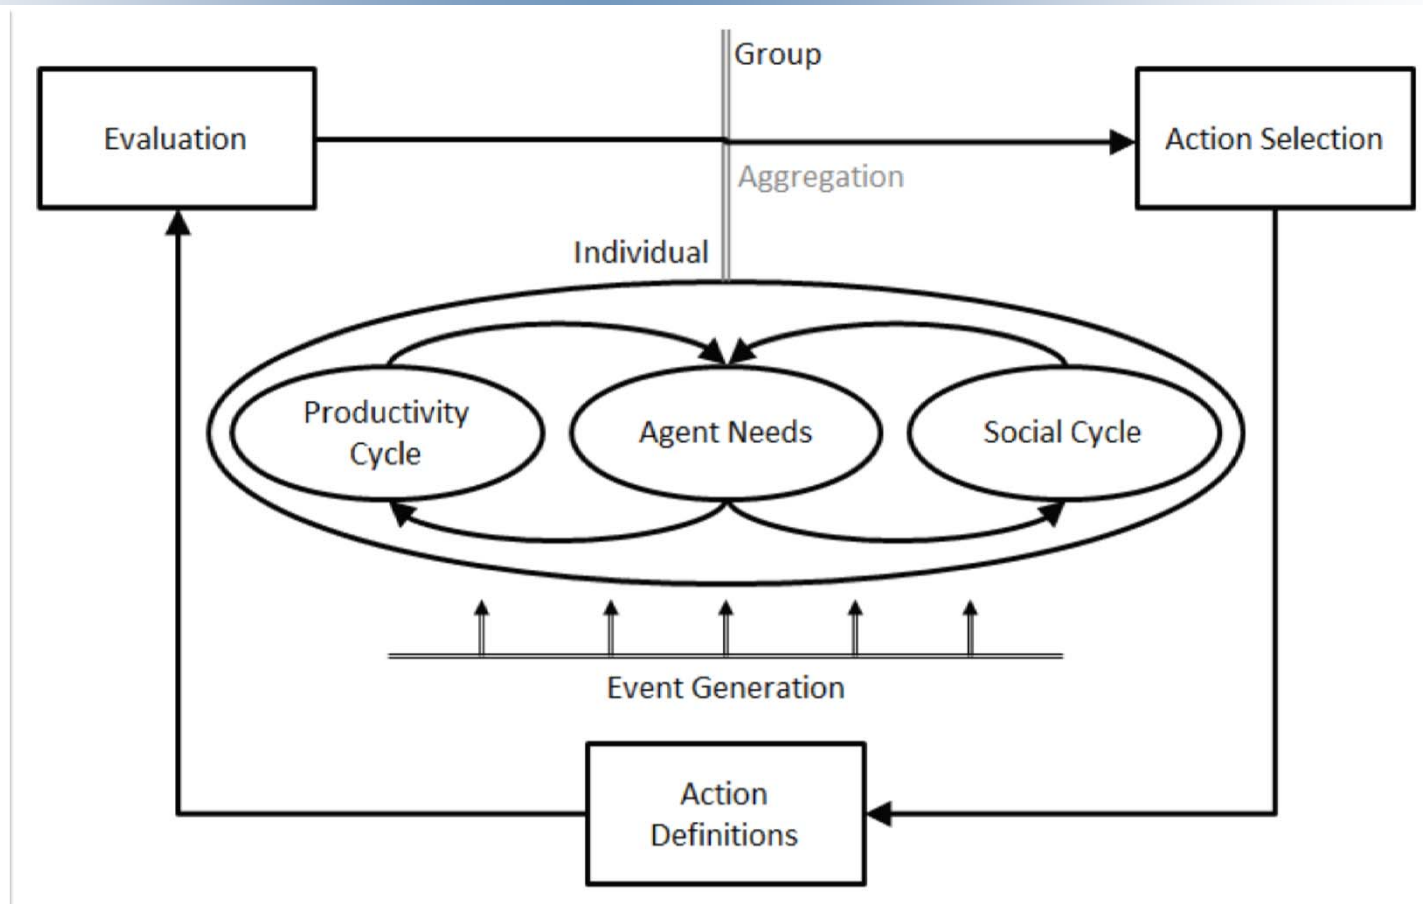 Group
Evaluation
Action Selection
Aggregation
Individual
Productivity
Cycle
Agent Needs
Social Cycle
Event Generation
Action
Definitions